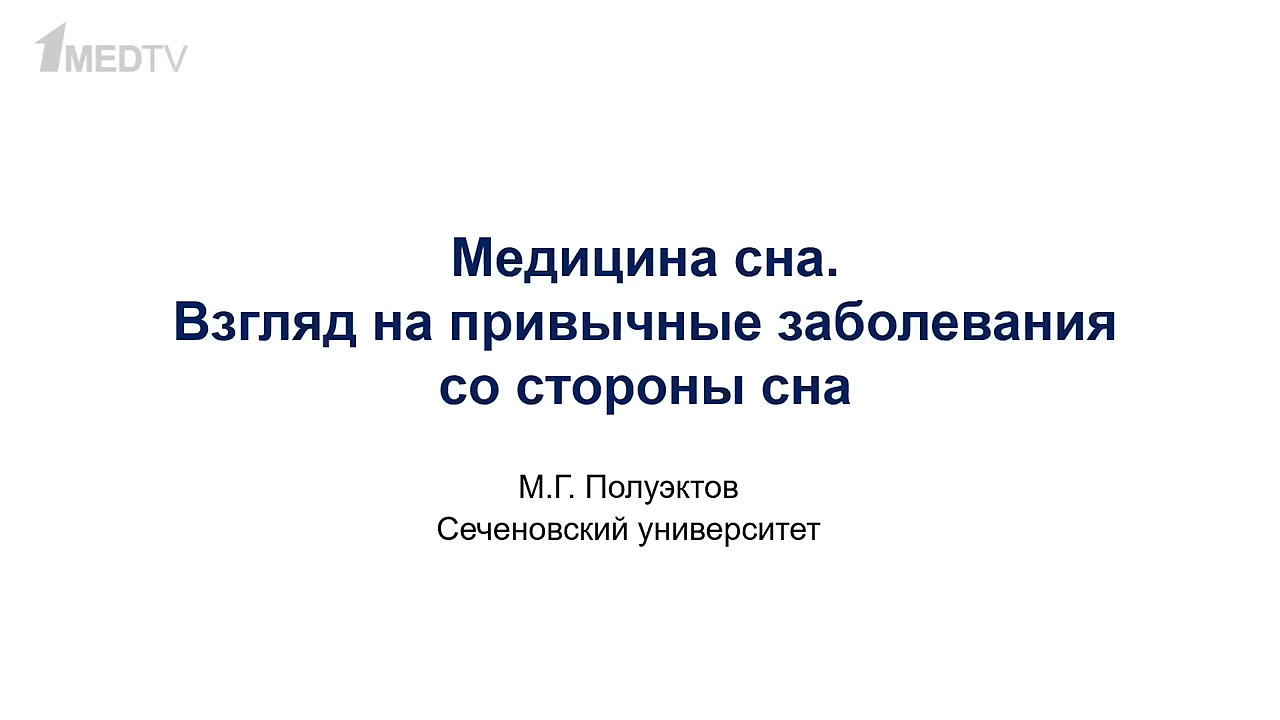 1MEDTV
Медицина сна.
Взгляд на привычные заболевания
со стороны сна
М.Г. Полуэктов
Сеченовский университет